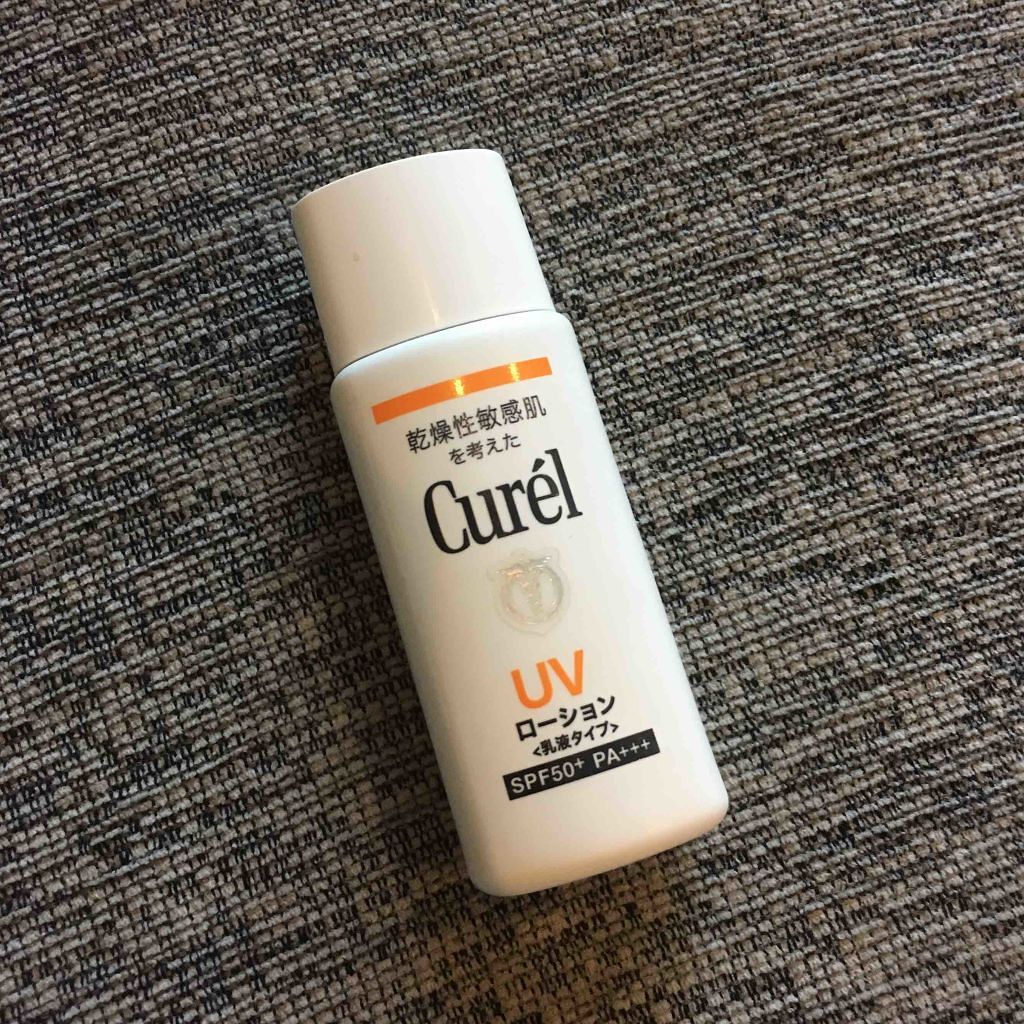 乾燥性敏感肌
を考えた
Curél
UV
ローション
<乳液タイプ>
SPF50+ PA+++